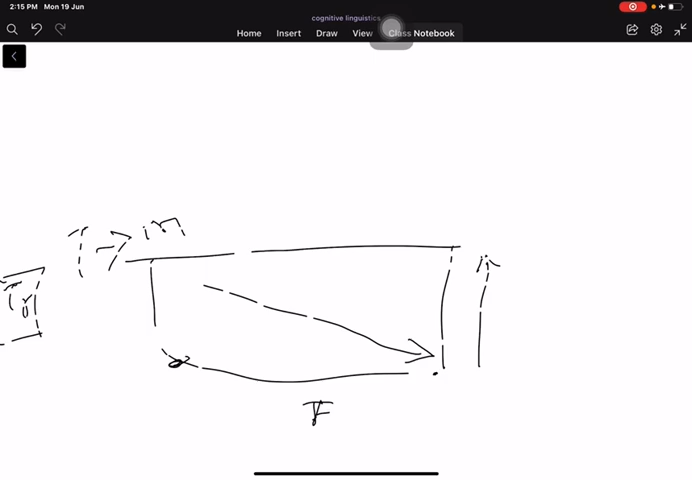 2:15 PM Mon 19 Jun
cognitive linguistics
Home Insert Draw View Class Notebook
F